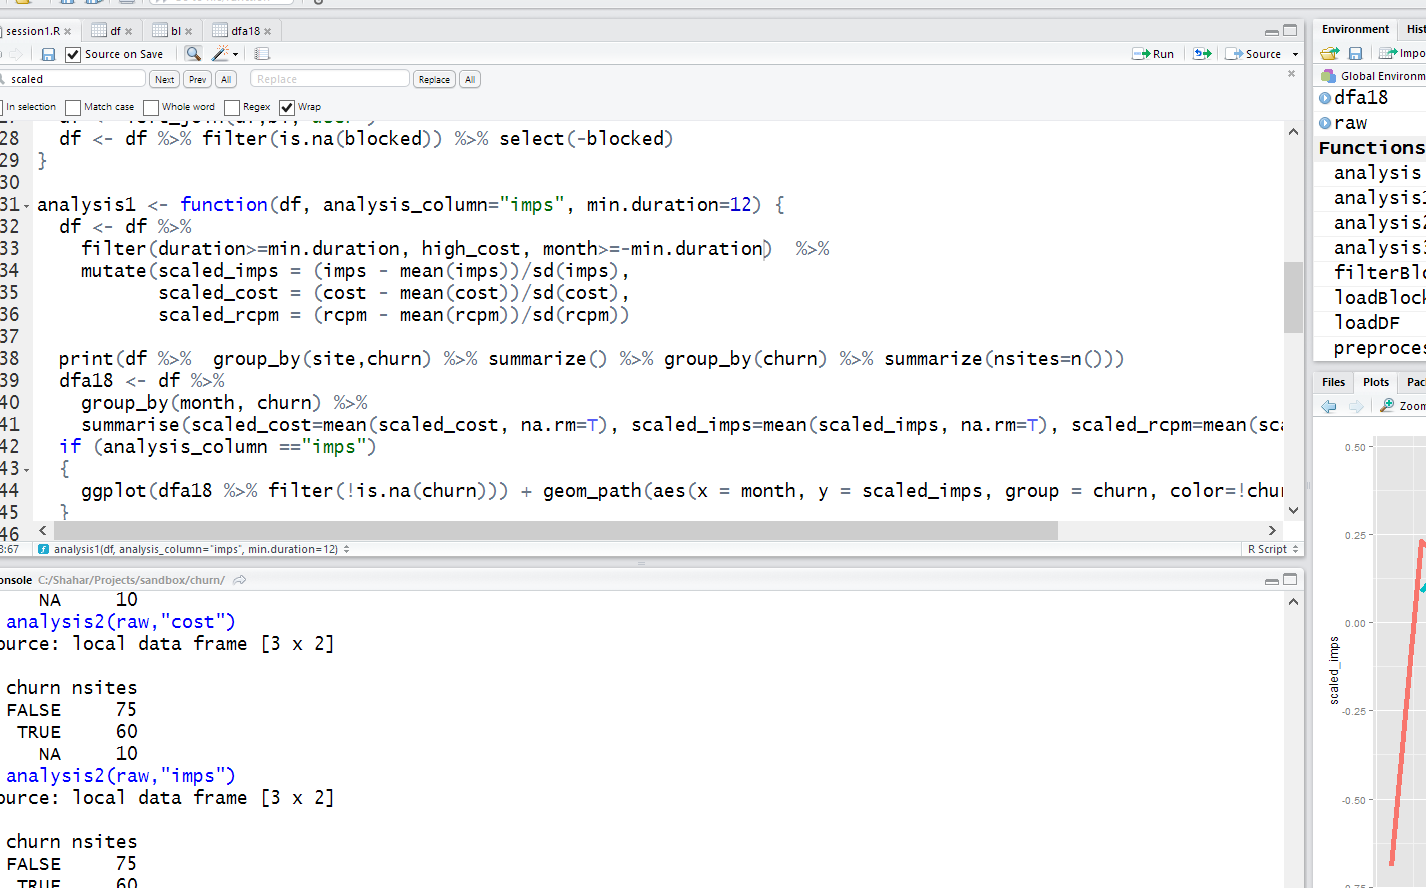 session1.R
df
bl
dfa18
Source on Save
Run
Source
scaled
Next
Prev
All
Replace
Replace
All
In selection
Match case
Whole word
Regex
Wrap
28 df <- df %>% filter(is.na(blocked)) %>% select(-blocked)
29 }
30
31 analysis1 <- function(df, analysis_column="imps", min.duration=12) {
32 df <- df %>%
33 filter(duration>=min.duration, high_cost, month>=-min.duration) %>%
34 mutate(scaled_imps = (imps - mean(imps))/sd(imps),
35 scaled_cost = (cost - mean(cost))/sd(cost),
36 scaled_rcpm = (rcpm - mean(rcpm))/sd(rcpm))
37
38 print(df %>%  group_by(site,churn) %>% summarize() %>% group_by(churn) %>% summarize(nsites=n()))
39 dfa18 <- df %>%
40 group_by(month, churn) %>%
41 summarise(scaled_cost=mean(scaled_cost, na.rm=T), scaled_imps=mean(scaled_imps, na.rm=T), scaled_rcpm=mean(sca
42 if (analysis_column =="imps")
43 {
44 ggplot(dfa18 %>% filter(!is.na(churn))) + geom_path(aes(x = month, y = scaled_imps, group = churn, color=!chur
45 }
46
3:67 analysis1(df, analysis_column="imps", min.duration=12)
R Script
onsole C:/Shahar/Projects/sandbox/churn/
NA 10
analysis2(raw,"cost")
ource: local data frame [3 x 2]
churn nsites
FALSE 75
TRUE 60
NA 10
analysis2(raw,"imps")
ource: local data frame [3 x 2]
churn nsites
FALSE 75
TRUE 60
Environment
Hist
Impo
Global Environm
dfa18
raw
Functions
analysis
analysis1
analysis2
analysis3
filterBlo
loadBlock
loadDF
preproces
Files
Plots
Pac
Zoom
0.50
0.25
0.00
-0.25
-0.50
-0.75
scaled_imps